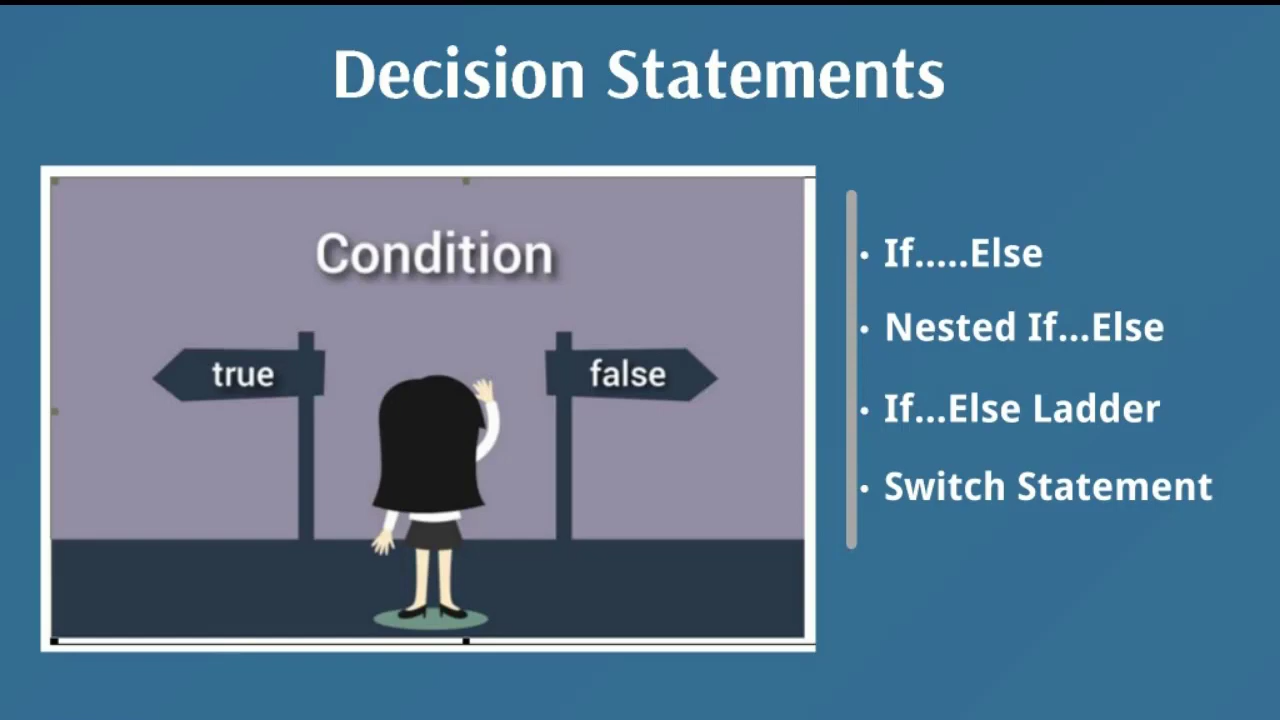 Decision Statements
Condition
true
false
• If.....Else
• Nested If...Else
• If...Else Ladder
• Switch Statement